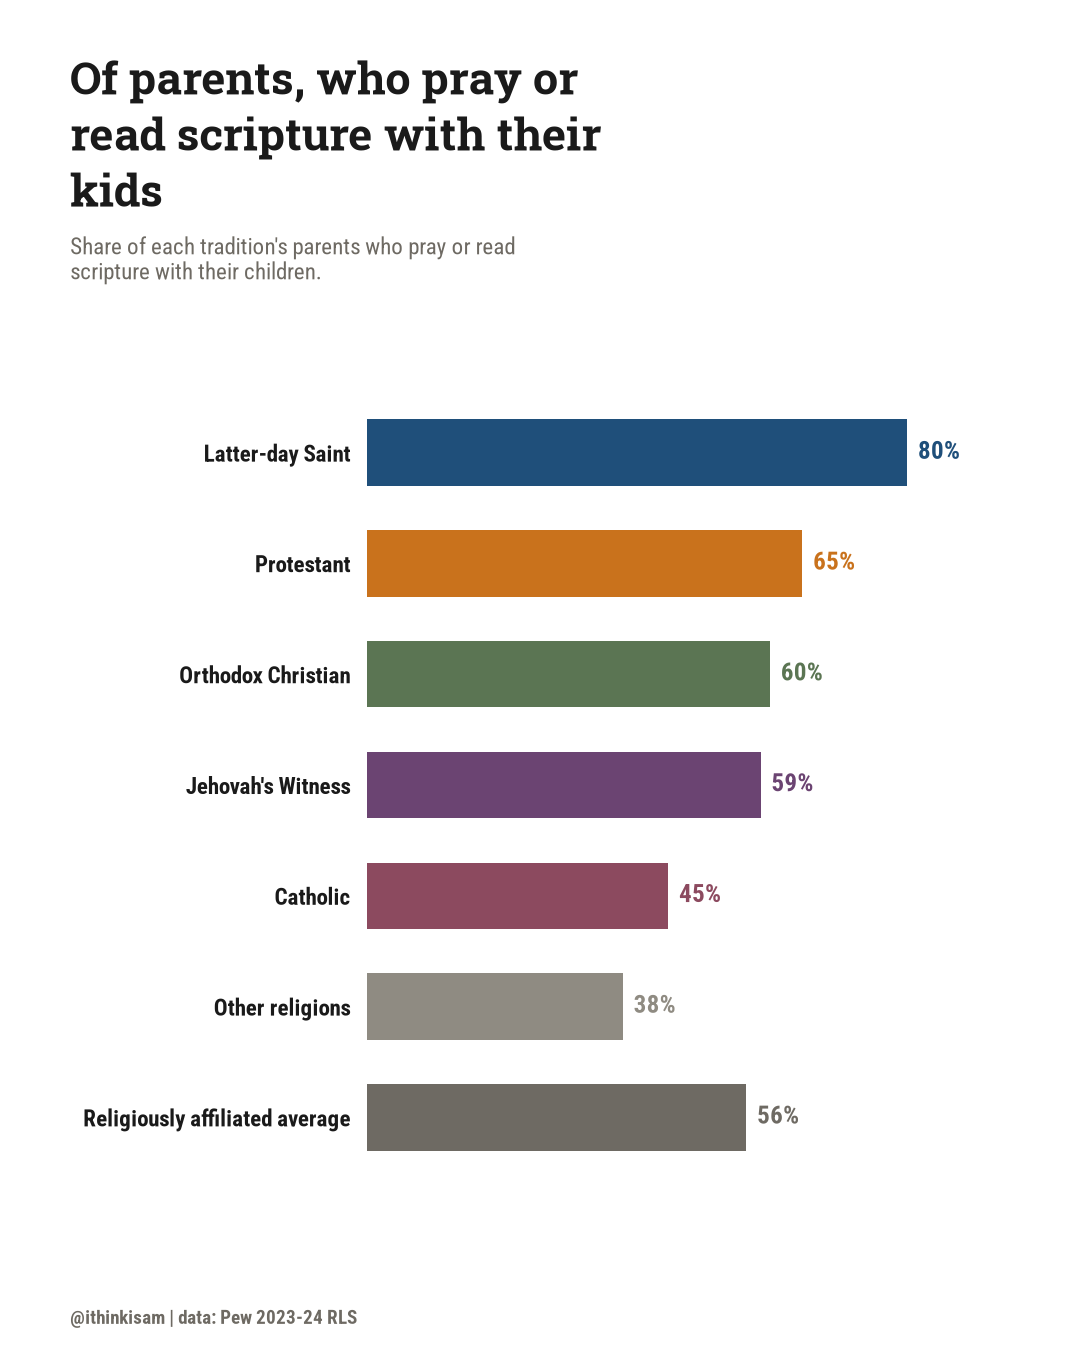 Of parents, who pray or
read scripture with their
kids
Share of each tradition's parents who pray or read
scripture with their children.
Latter-day Saint 80%
Protestant 65%
Orthodox Christian 60%
Jehovah's Witness 59%
Catholic 45%
Other religions 38%
Religiously affiliated average 56%
@ithinkisam | data: Pew 2023-24 RLS